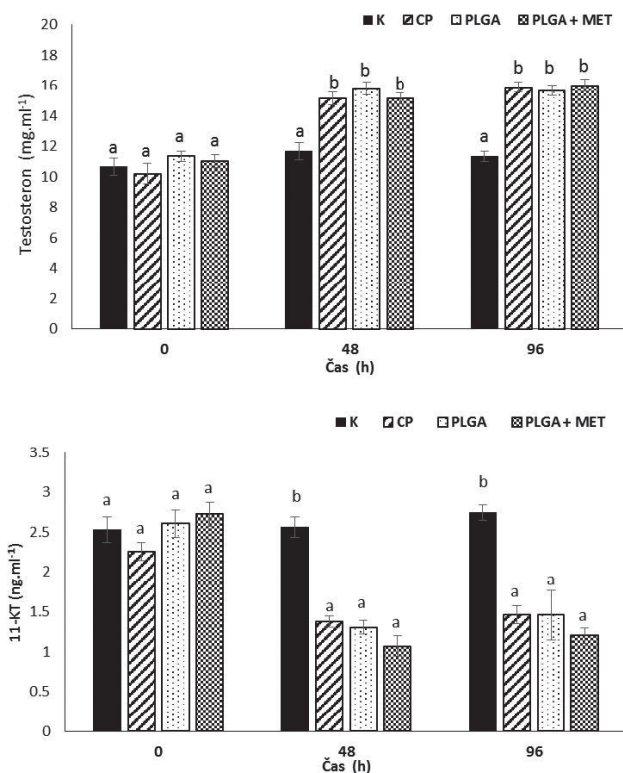 K CP PLGA PLGA + MET
20
18
16
14
12
10
8
6
4
2
0
Testosteron (mg.ml⁻¹)
a a a a
a b b b
a b b b
0 48 96
Čas (h)
K CP PLGA PLGA + MET
3.5
3
2.5
2
1.5
1
0.5
0
11-KT (ng.ml⁻¹)
a a a a
b a a a
b a a a
0 48 96
Čas (h)